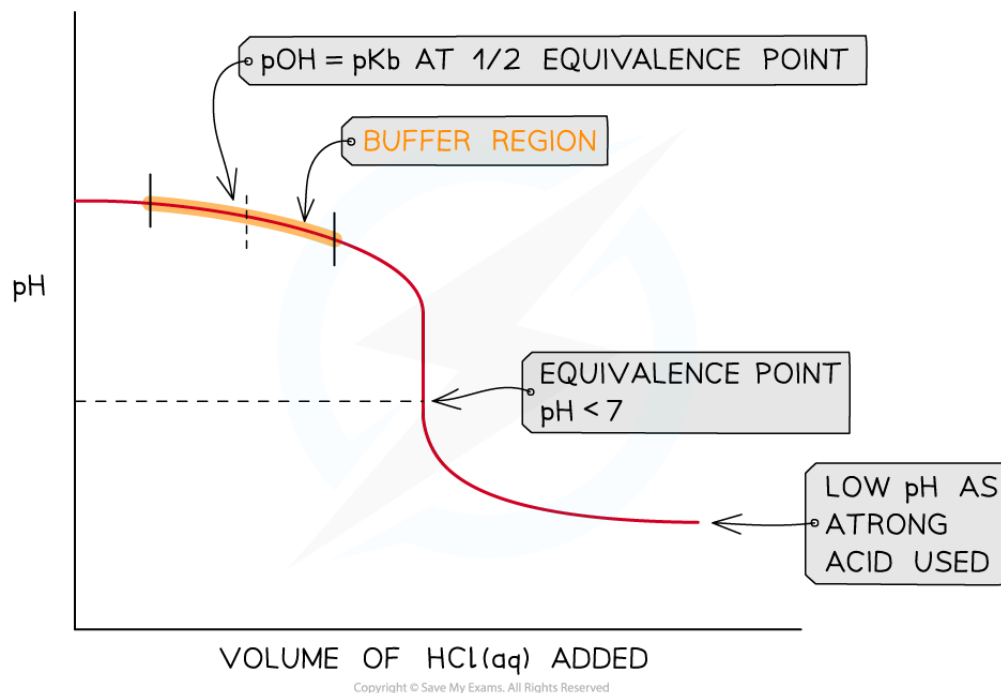 pOH = pKb AT 1/2 EQUIVALENCE POINT
BUFFER REGION
pH
EQUIVALENCE POINT
pH < 7
LOW pH AS
ATRONG
ACID USED
VOLUME OF HCl(aq) ADDED
Copyright © Save My Exams. All Rights Reserved